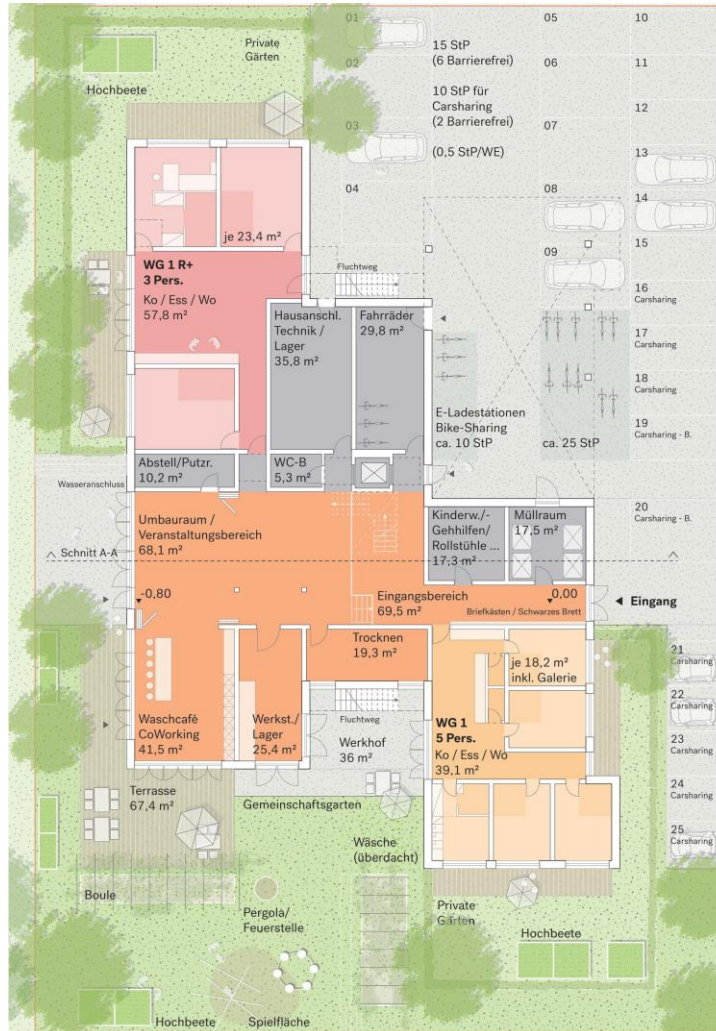 01
05
10
Private
Gärten
15 StP
(6 Barrierefrei)
02
06
11
Hochbeete
10 StP für
Carsharing
(2 Barrierefrei)
12
03
07
(0,5 StP/WE)
13
04
08
14
je 23,4 m²
WG 1 R+
3 Pers.
Ko / Ess / Wo
57,8 m²
Fluchtweg
09
15
16
Carsharing
Hausanschl.
Technik /
Lager
35,8 m²
Fahrräder
29,8 m²
17
Carsharing
18
Carsharing
E-Ladestationen
Bike-Sharing
ca. 10 StP
ca. 25 StP
19
Carsharing - B.
Abstell/Putzr.
10,2 m²
WC-B
5,3 m²
Wasseranschluss
Umbauraum /
Veranstaltungsbereich
68,1 m²
Kinderw./-
Gehhilfen/
Rollstühle ...
17,3 m²
Müllraum
17,5 m²
20
Carsharing - B.
Schnitt A-A
-0,80
Eingangsbereich
69,5 m²
0,00
Briefkästen / Schwarzes Brett
Eingang
Trocknen
19,3 m²
je 18,2 m²
inkl. Galerie
21
Carsharing
22
Carsharing
Waschcafé
CoWorking
41,5 m²
Werkst./
Lager
25,4 m²
Fluchtweg
Werkhof
36 m²
WG 1
5 Pers.
Ko / Ess / Wo
39,1 m²
23
Carsharing
24
Carsharing
Terrasse
67,4 m²
Gemeinschaftsgarten
25
Carsharing
Wäsche
(überdacht)
Boule
Pergola/
Feuerstelle
Private
Gärten
Hochbeete
Hochbeete
Spielfläche